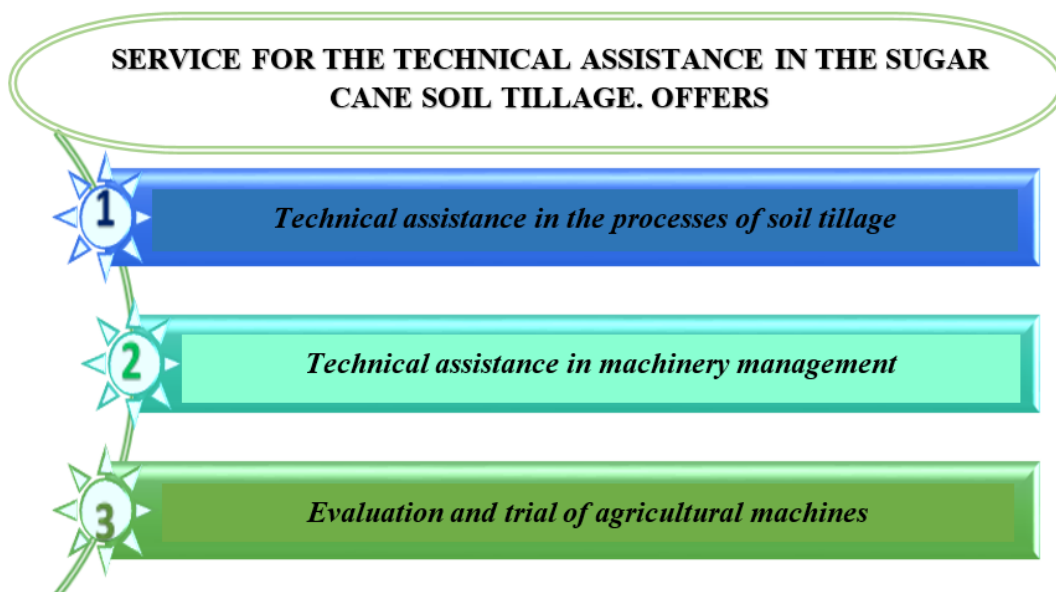 SERVICE FOR THE TECHNICAL ASSISTANCE IN THE SUGAR
CANE SOIL TILLAGE. OFFERS
1
Technical assistance in the processes of soil tillage
2
Technical assistance in machinery management
3
Evaluation and trial of agricultural machines